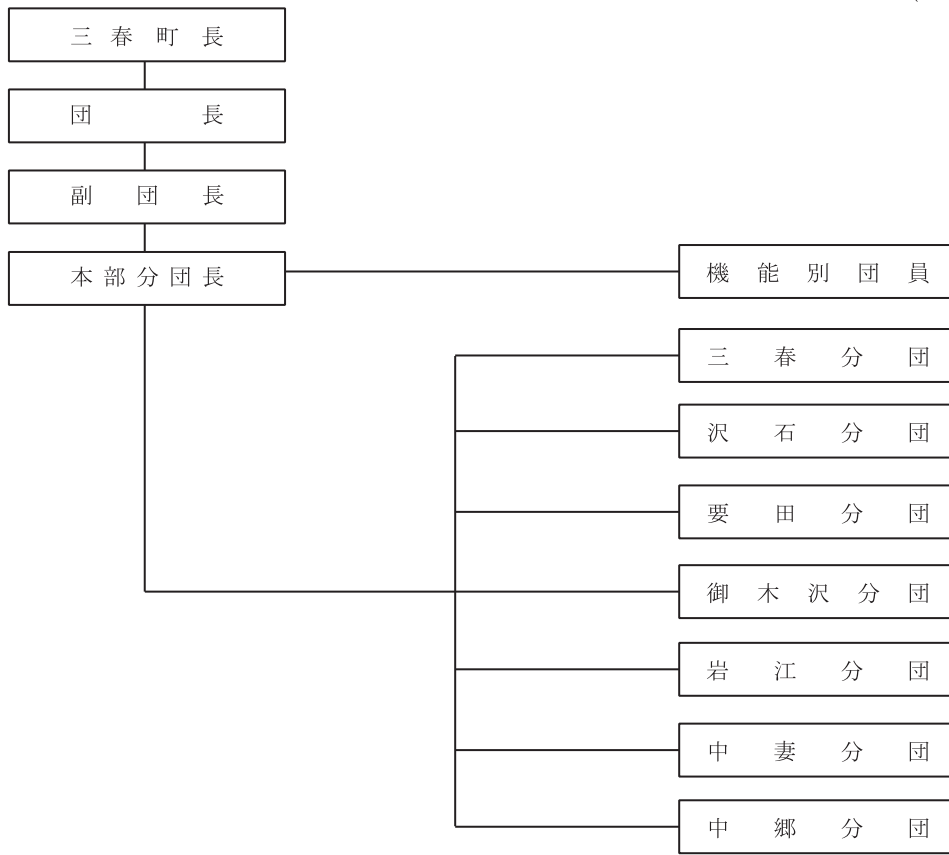 三春町長
団長
副団長
本部分団長
機能別団員
三春分団
沢石分団
要田分団
御木沢分団
岩江分団
中妻分団
中郷分団